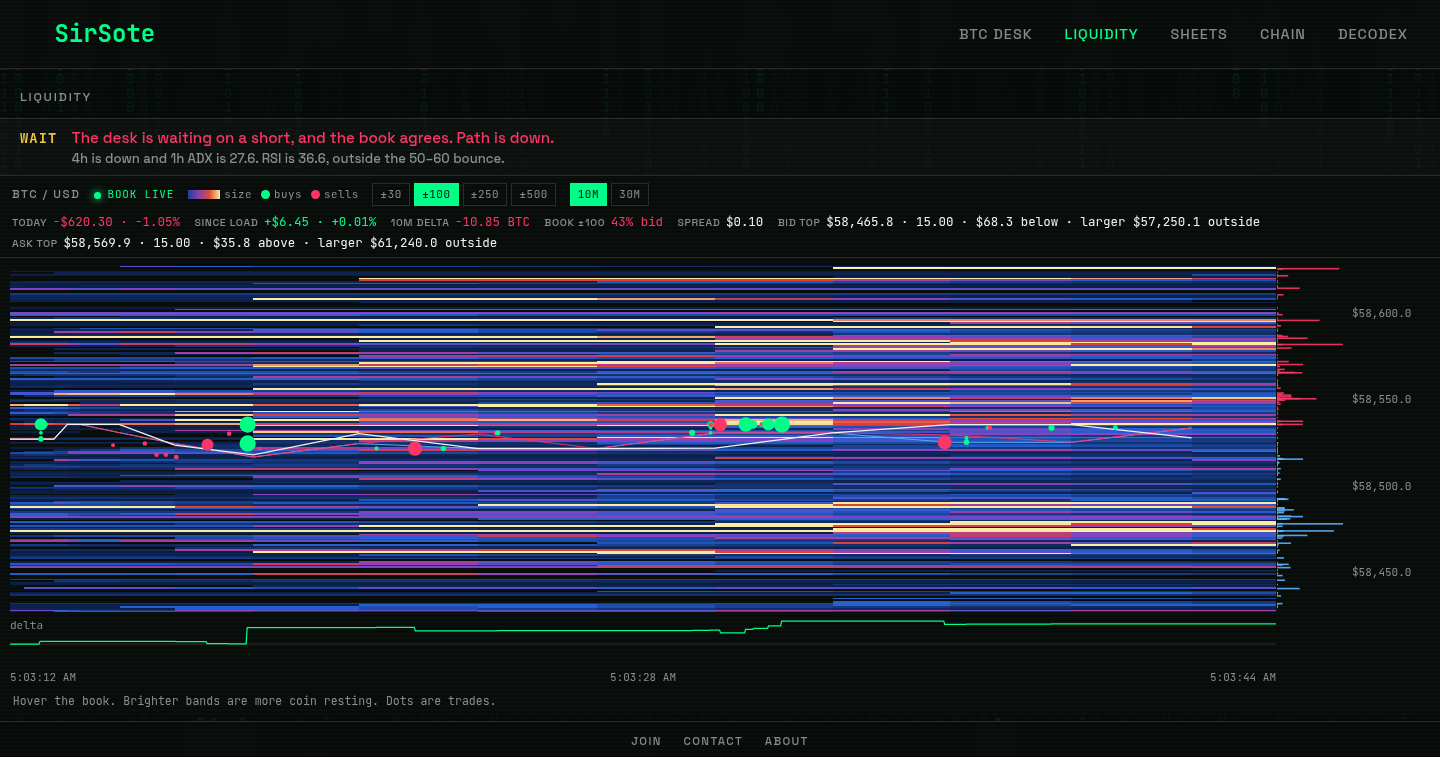 SirSote
BTC DESK LIQUIDITY SHEETS CHAIN DECODEX
LIQUIDITY
WAIT The desk is waiting on a short, and the book agrees. Path is down.
4h is down and 1h ADX is 27.6. RSI is 36.6, outside the 50–60 bounce.
BTC / USD BOOK LIVE size buys sells ±30 ±100 ±250 ±500 10M 30M
TODAY -$620.30 · -1.05% SINCE LOAD +$6.45 · +0.01% 10M DELTA -10.85 BTC BOOK ±100 43% bid SPREAD $0.10 BID TOP $58,465.8 · 15.00 · $68.3 below · larger $57,250.1 outside
ASK TOP $58,569.9 · 15.00 · $35.8 above · larger $61,240.0 outside
$58,600.0
$58,550.0
$58,500.0
$58,450.0
delta
5:03:12 AM 5:03:28 AM 5:03:44 AM
Hover the book. Brighter bands are more coin resting. Dots are trades.
JOIN CONTACT ABOUT